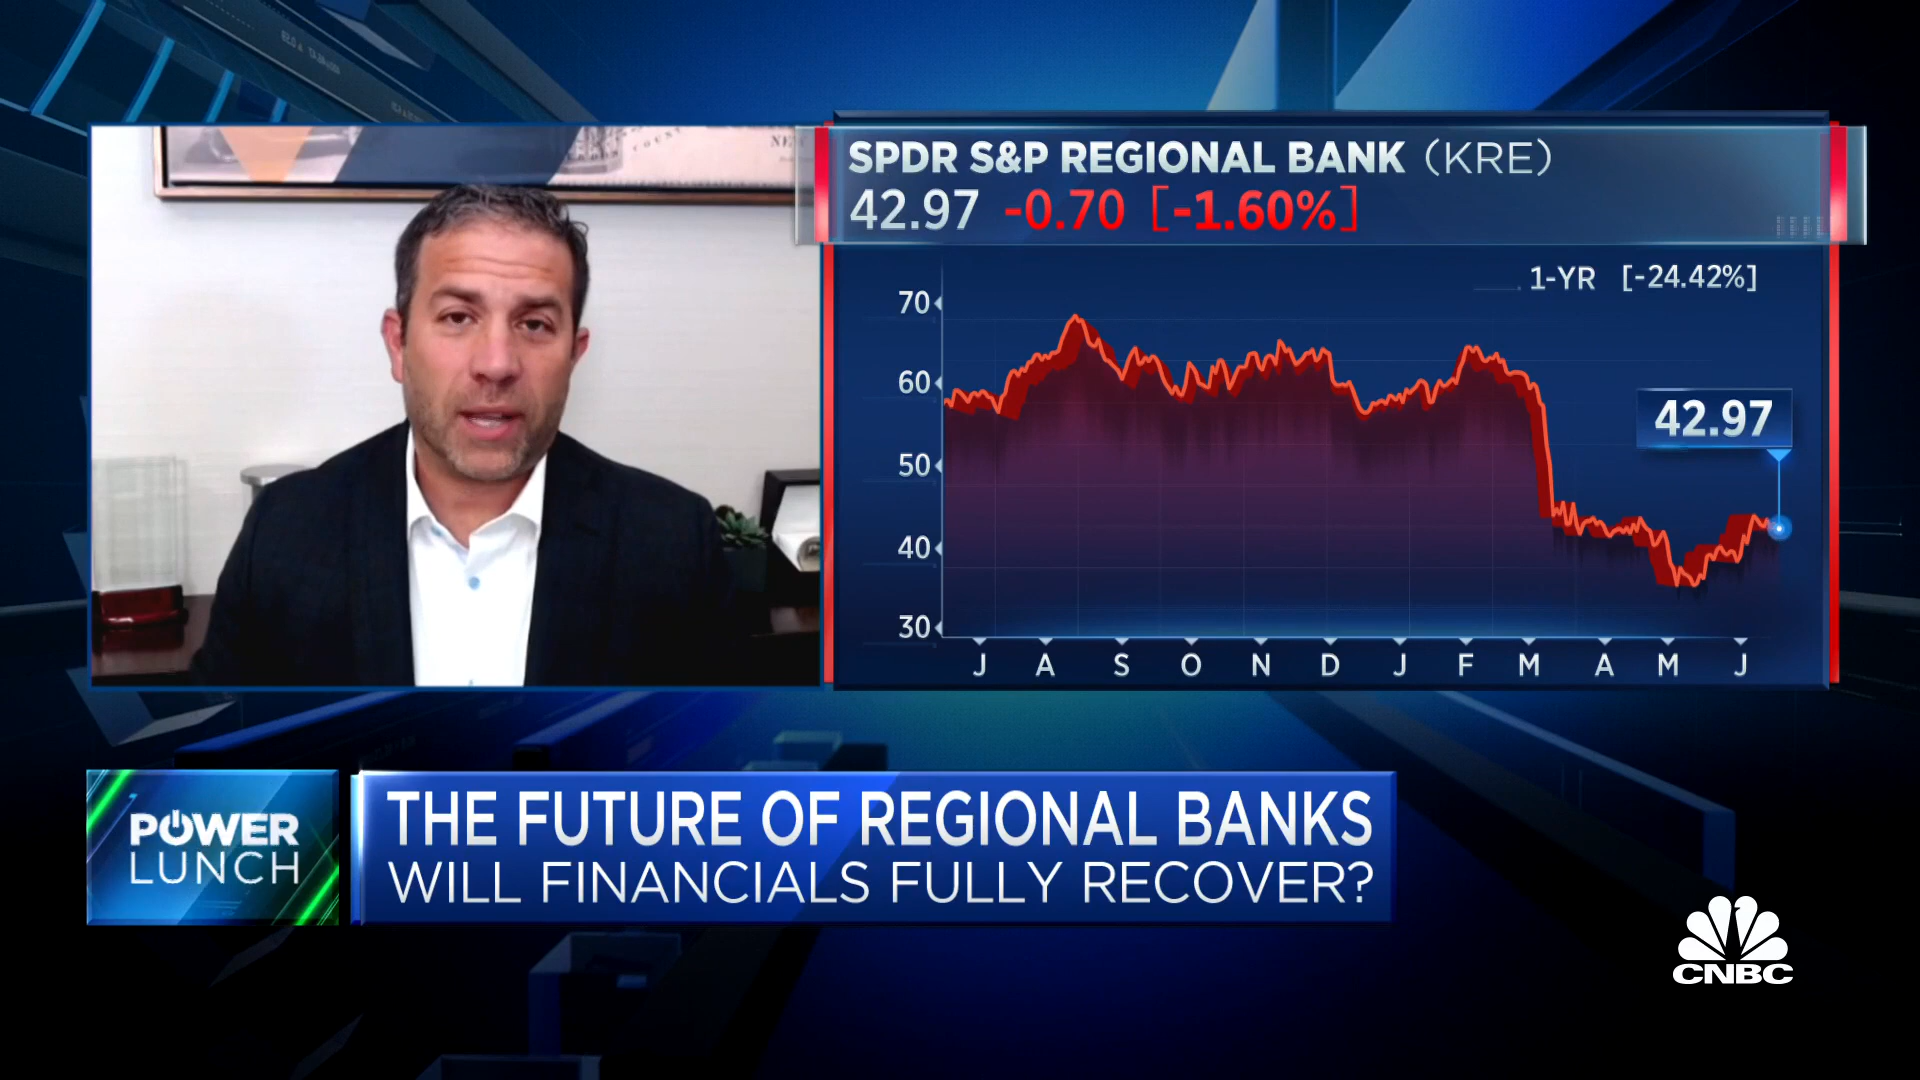 SPDR S&P REGIONAL BANK (KRE)
42.97 -0.70 [-1.60%]
1-YR [-24.42%]
70
60
50
40
30
42.97
J A S O N D J F M A M J
POWER
LUNCH
THE FUTURE OF REGIONAL BANKS
WILL FINANCIALS FULLY RECOVER?
CNBC